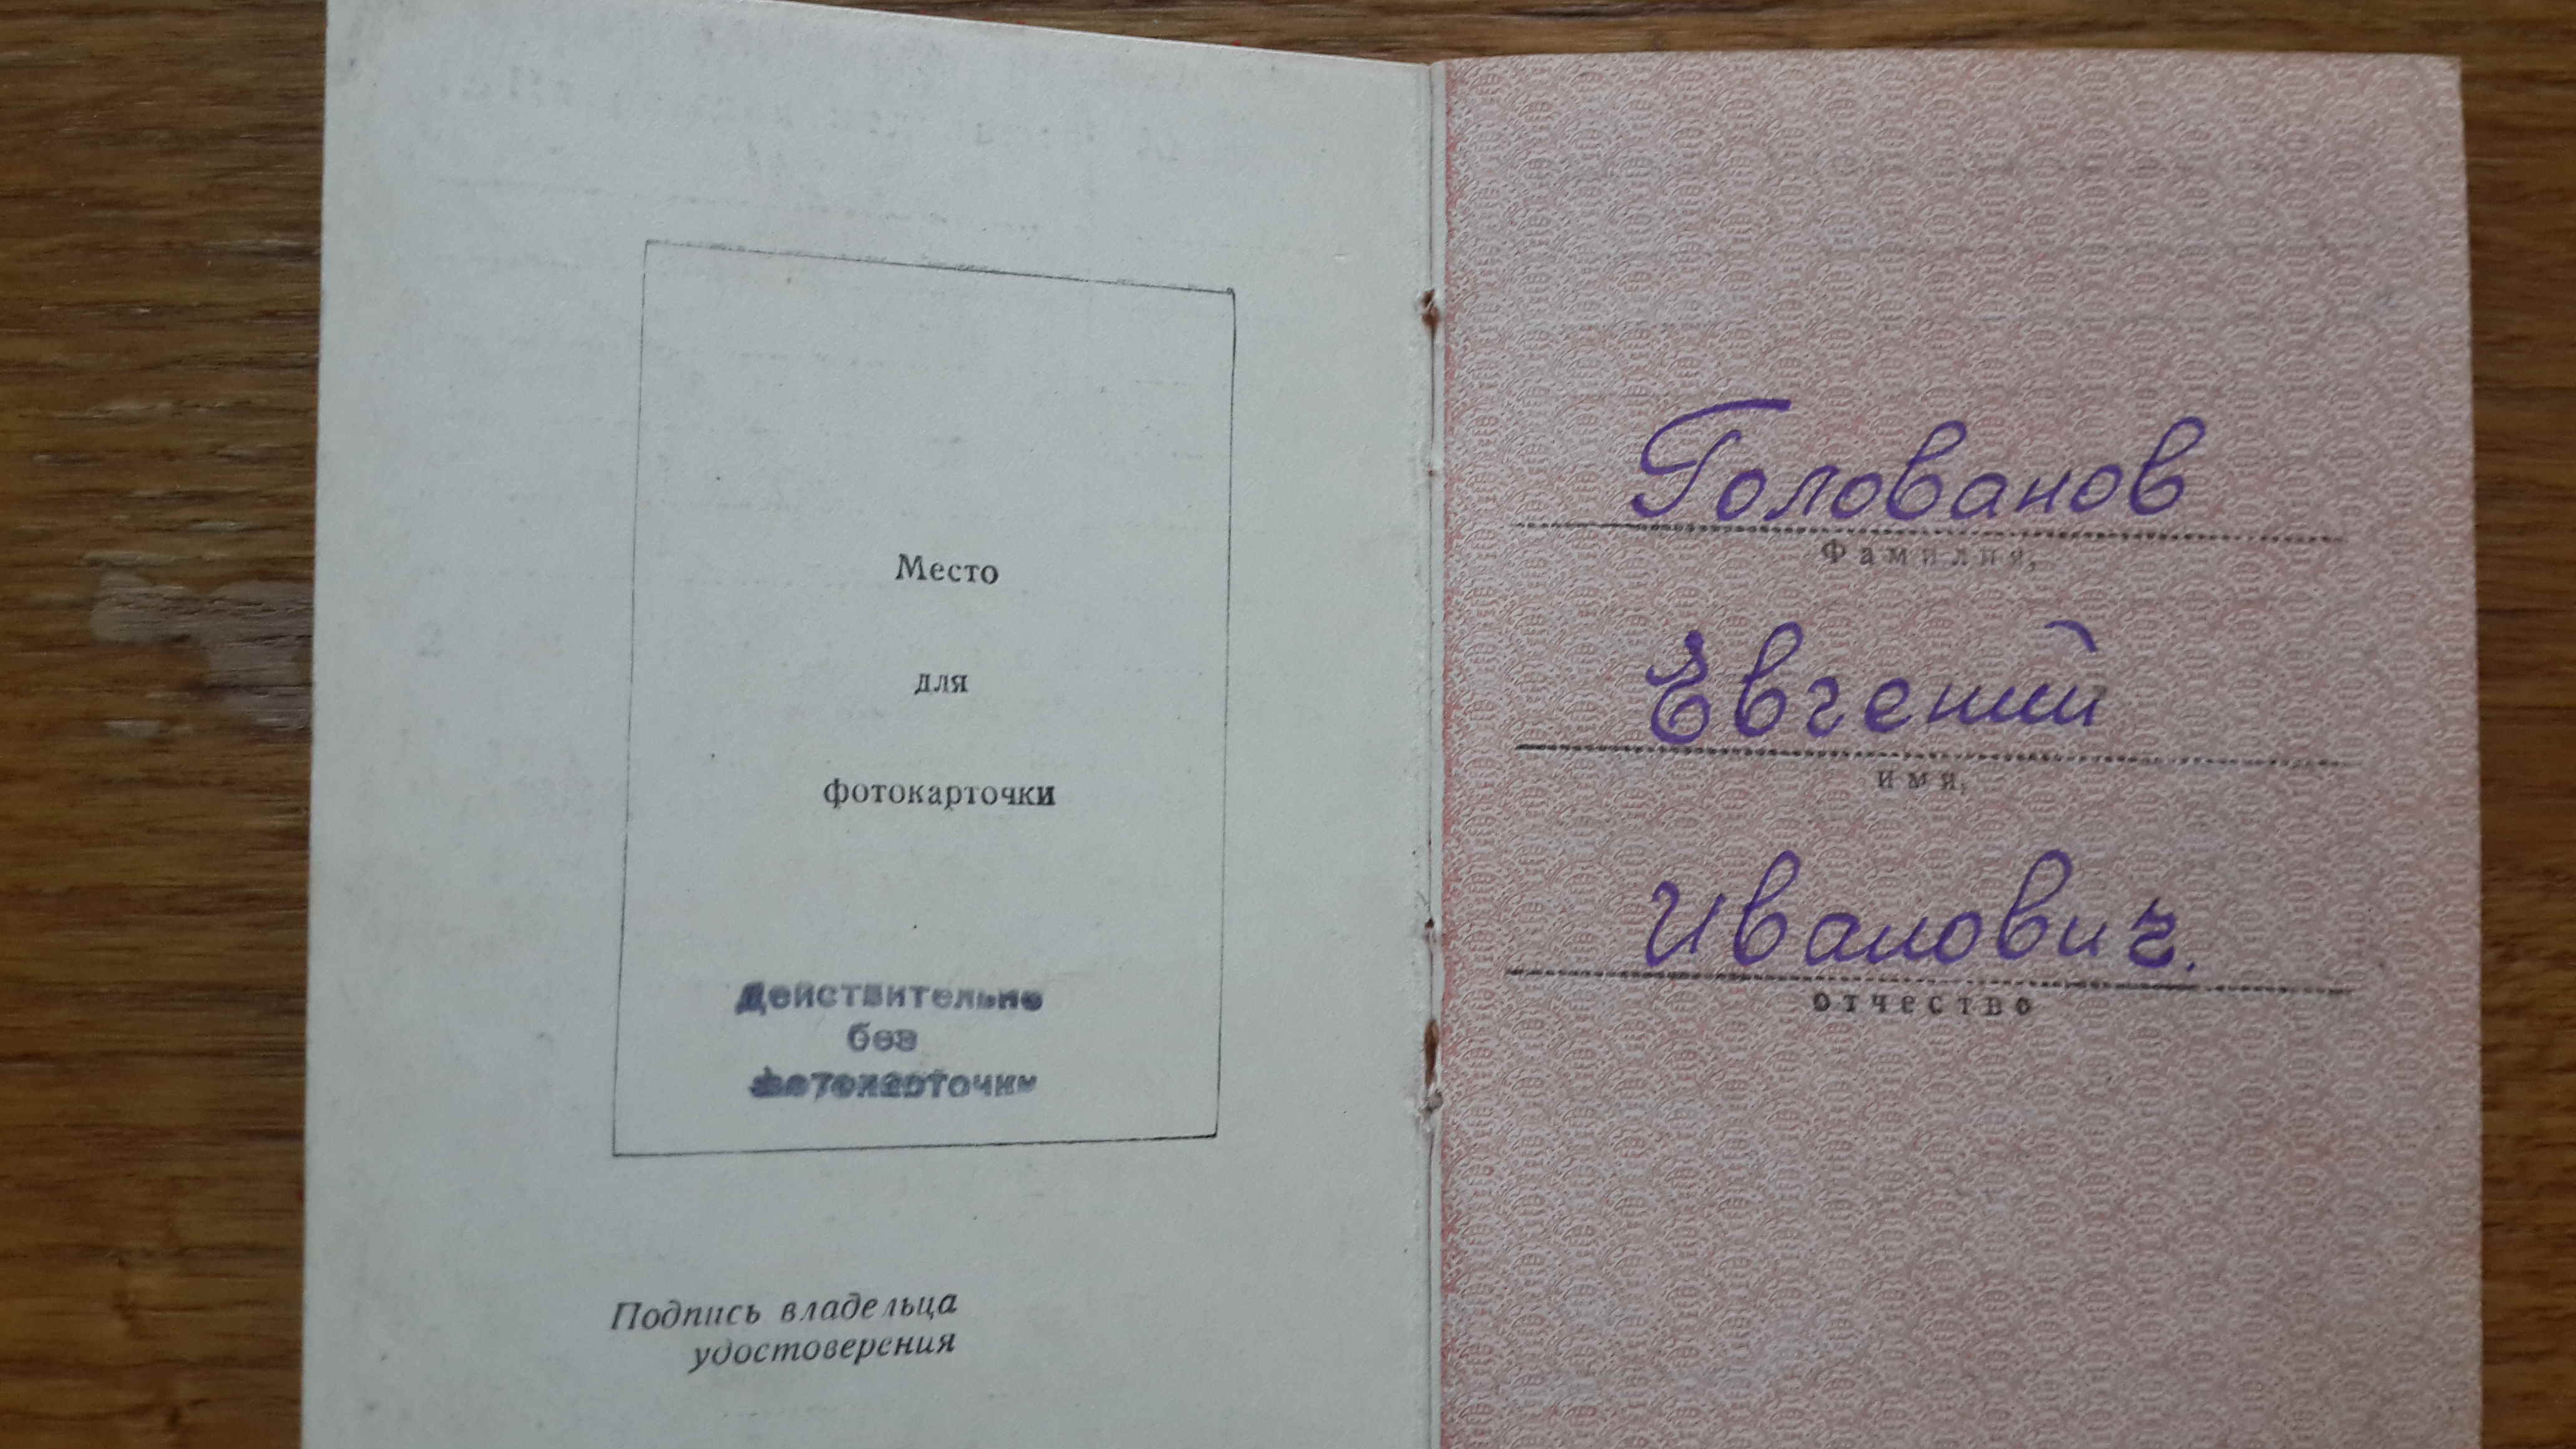 Место
для
фотокарточки
Действительно
без
фотокарточки
Подпись владельца
удостоверения
Голованов
Фамилия,
Евгений
имя,
Иванович.
отчество